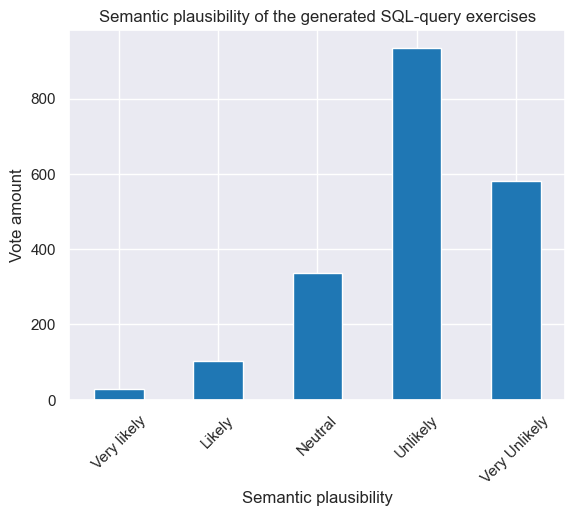 Semantic plausibility of the generated SQL-query exercises
Vote amount
800
600
400
200
0
Very likely
Likely
Neutral
Unlikely
Very Unlikely
Semantic plausibility